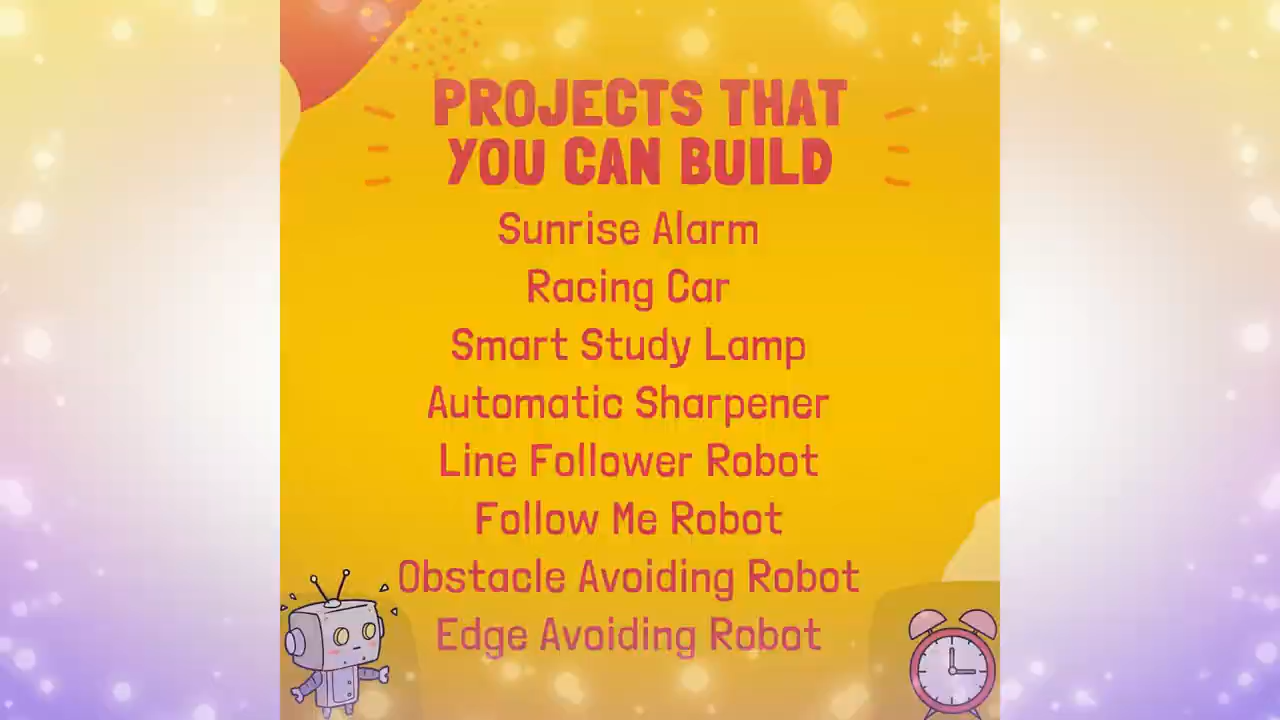 PROJECTS THAT
YOU CAN BUILD
Sunrise Alarm
Racing Car
Smart Study Lamp
Automatic Sharpener
Line Follower Robot
Follow Me Robot
Obstacle Avoiding Robot
Edge Avoiding Robot